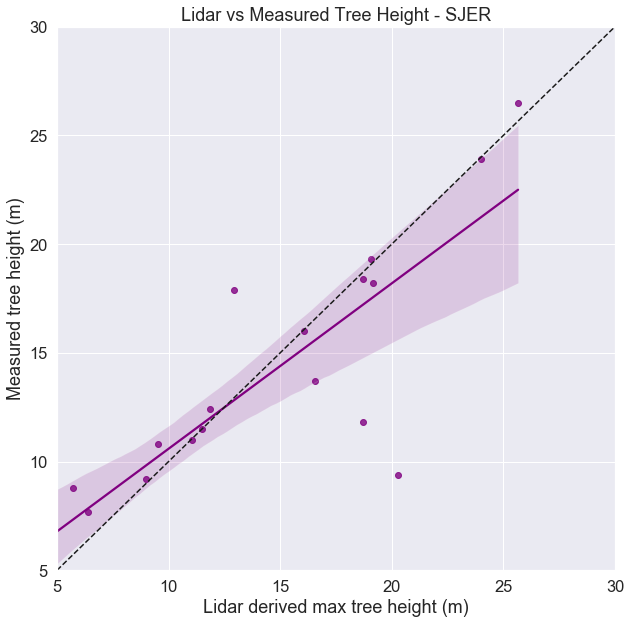 Lidar vs Measured Tree Height - SJER
30
25
20
15
10
5
Measured tree height (m)
5 10 15 20 25 30
Lidar derived max tree height (m)